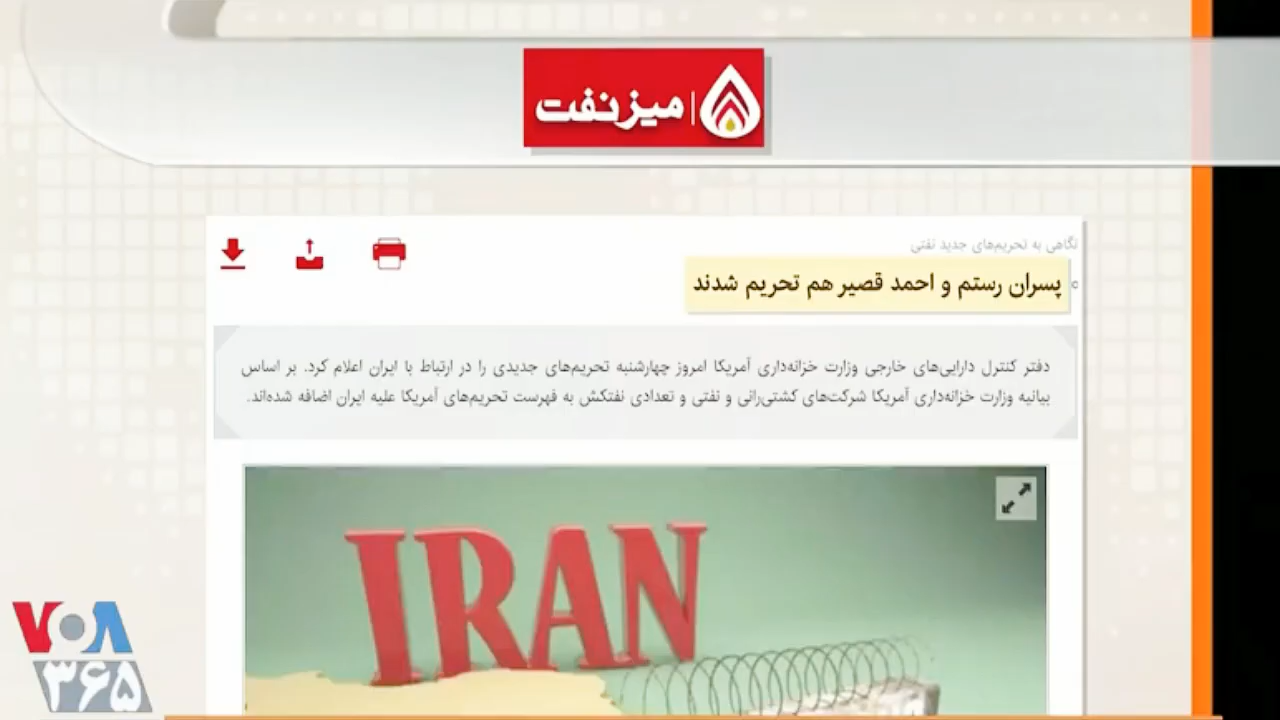 میز نفت
نگاهی به تحریم‌های جدید نفتی
پسران رستم و احمد قصیر هم تحریم شدند
دفتر کنترل دارایی‌های خارجی وزارت خزانه‌داری آمریکا امروز چهارشنبه تحریم‌های جدیدی را در ارتباط با ایران اعلام کرد. بر اساس
بیانیه وزارت خزانه‌داری آمریکا شرکت‌های کشتی‌رانی و نفتی و تعدادی نفتکش به فهرست تحریم‌های آمریکا علیه ایران اضافه شده‌اند.
IRAN
VOA
۳۶۵